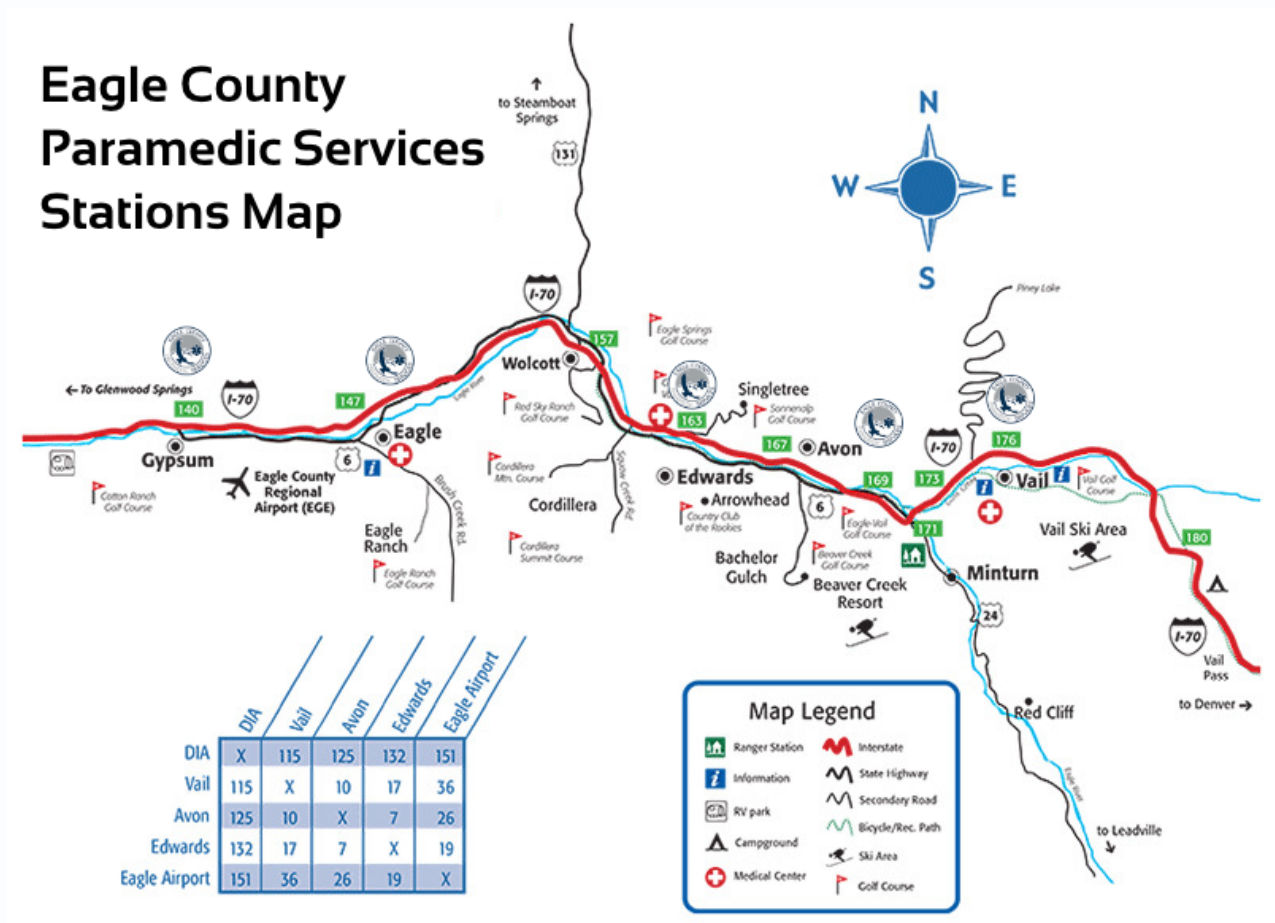 Eagle County
Paramedic Services
Stations Map
to Steamboat
Springs
131
N
W
E
S
I-70
Piney Lake
157
Eagle Springs
Golf Course
Wolcott
Eagle River
To Glenwood Springs
I-70
140
147
Red Sky Ranch
Golf Course
163
Singletree
Sonnenalp
Golf Course
Gypsum
Eagle
6
Eagle County
Regional
Airport (EGE)
Cotton Ranch
Golf Course
Brush Creek Rd.
Eagle
Ranch
Eagle Ranch
Golf Course
Cordillera
Mtn. Course
Cordillera
Squaw Creek Rd.
Cordillera
Summit Course
167
Avon
Edwards
Arrowhead
Country Club
of the Rockies
6
169
Eagle-Vail
Golf Course
Bachelor
Gulch
Beaver Creek
Golf Course
Beaver Creek
Resort
I-70
173
176
Vail
Vail Golf
Course
171
Vail Ski Area
180
Minturn
24
I-70
Vail
Pass
to Denver
Red Cliff
Eagle River
to Leadville
DIA
Vail
Avon
Edwards
Eagle Airport
DIA X 115 125 132 151
Vail 115 X 10 17 36
Avon 125 10 X 7 26
Edwards 132 17 7 X 19
Eagle Airport 151 36 26 19 X
Map Legend
Ranger Station
Interstate
Information
State Highway
RV park
Secondary Road
Campground
Bicycle/Rec. Path
Ski Area
Medical Center
Golf Course